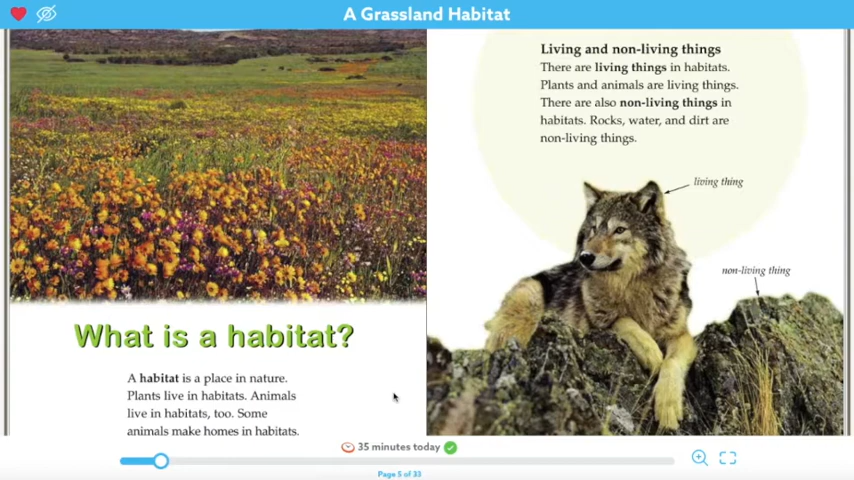 A Grassland Habitat
What is a habitat?
A habitat is a place in nature.
Plants live in habitats. Animals
live in habitats, too. Some
animals make homes in habitats.
Living and non-living things
There are living things in habitats.
Plants and animals are living things.
There are also non-living things in
habitats. Rocks, water, and dirt are
non-living things.
living thing
non-living thing
35 minutes today
Page 5 of 33